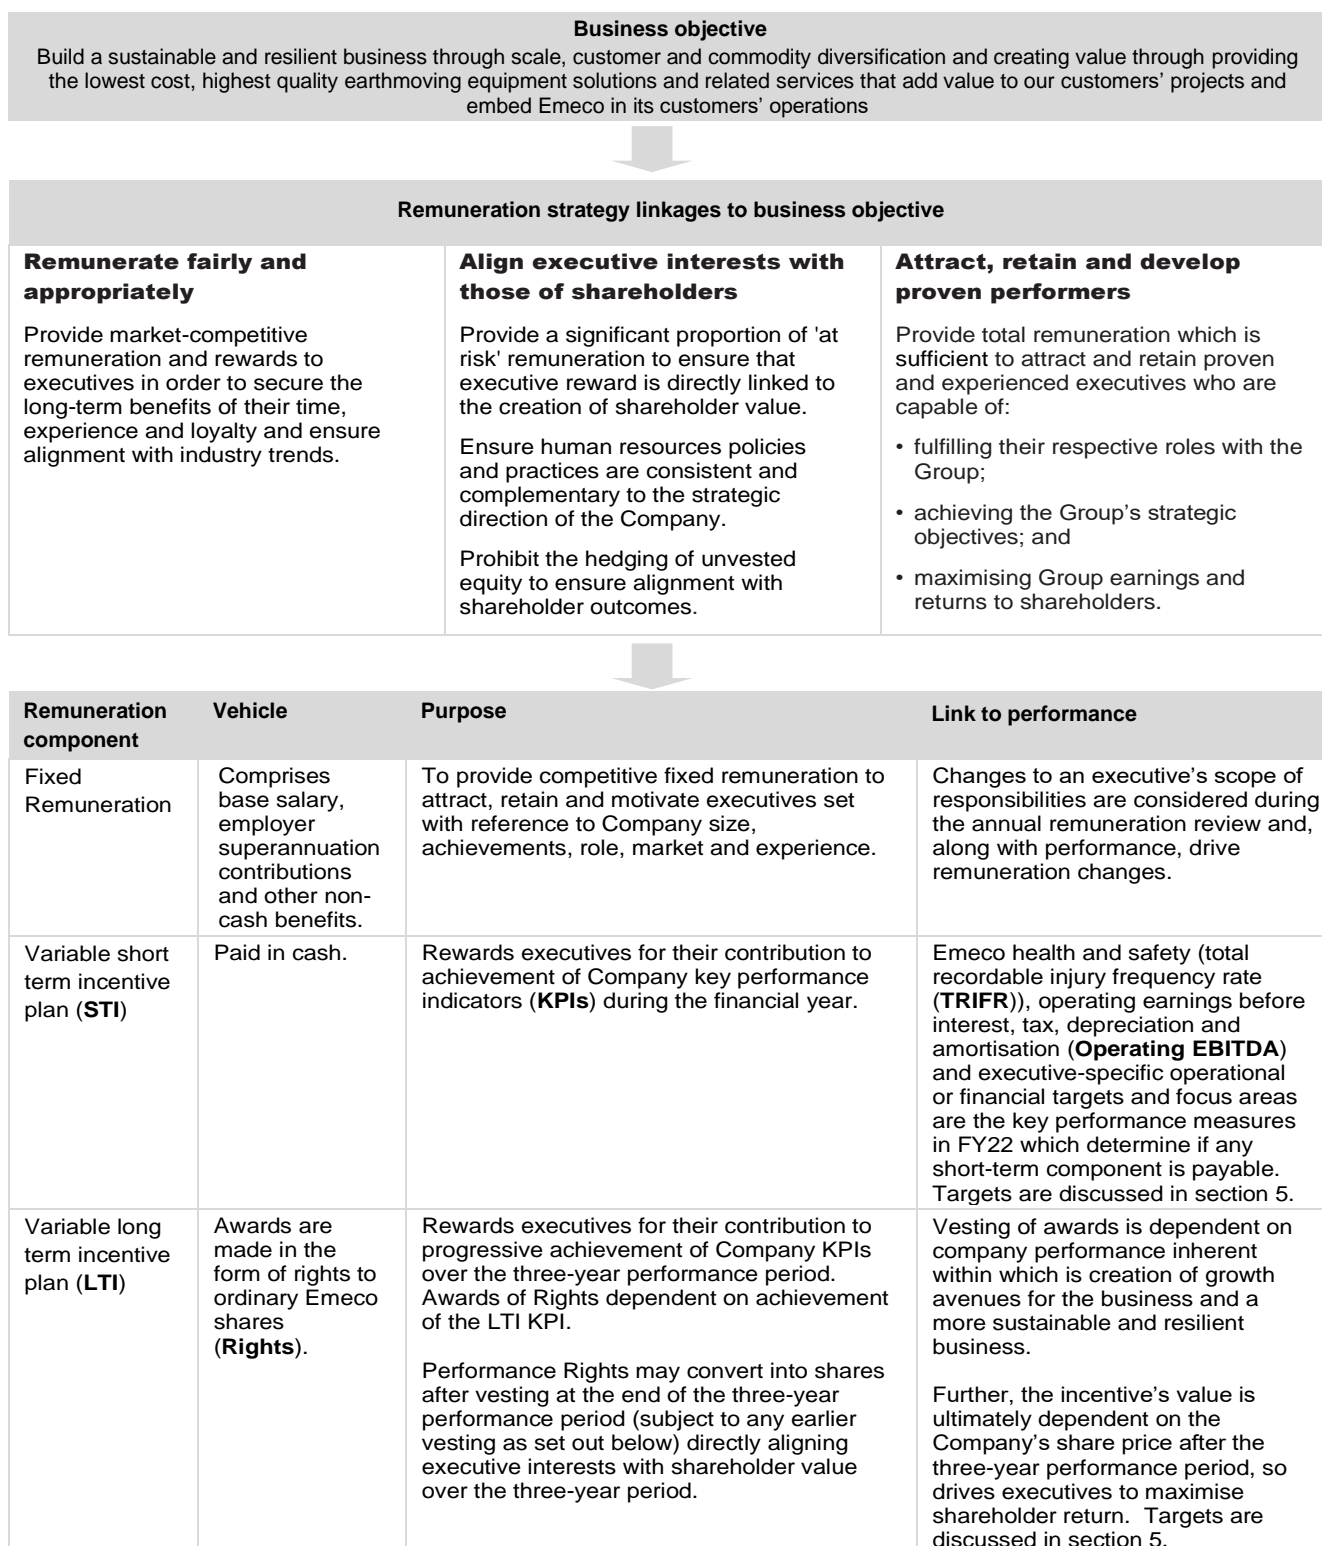 Business objective
Build a sustainable and resilient business through scale, customer and commodity diversification and creating value through providing
the lowest cost, highest quality earthmoving equipment solutions and related services that add value to our customers’ projects and
embed Emeco in its customers’ operations
Remuneration strategy linkages to business objective
Remunerate fairly and
appropriately
Provide market-competitive
remuneration and rewards to
executives in order to secure the
long-term benefits of their time,
experience and loyalty and ensure
alignment with industry trends.
Align executive interests with
those of shareholders
Provide a significant proportion of 'at
risk' remuneration to ensure that
executive reward is directly linked to
the creation of shareholder value.
Ensure human resources policies
and practices are consistent and
complementary to the strategic
direction of the Company.
Prohibit the hedging of unvested
equity to ensure alignment with
shareholder outcomes.
Attract, retain and develop
proven performers
Provide total remuneration which is
sufficient to attract and retain proven
and experienced executives who are
capable of:
• fulfilling their respective roles with the
Group;
• achieving the Group’s strategic
objectives; and
• maximising Group earnings and
returns to shareholders.
Remuneration
component
Vehicle
Purpose
Link to performance
Fixed
Remuneration
Comprises
base salary,
employer
superannuation
contributions
and other non-
cash benefits.
To provide competitive fixed remuneration to
attract, retain and motivate executives set
with reference to Company size,
achievements, role, market and experience.
Changes to an executive’s scope of
responsibilities are considered during
the annual remuneration review and,
along with performance, drive
remuneration changes.
Variable short
term incentive
plan (STI)
Paid in cash.
Rewards executives for their contribution to
achievement of Company key performance
indicators (KPIs) during the financial year.
Emeco health and safety (total
recordable injury frequency rate
(TRIFR)), operating earnings before
interest, tax, depreciation and
amortisation (Operating EBITDA)
and executive-specific operational
or financial targets and focus areas
are the key performance measures
in FY22 which determine if any
short-term component is payable.
Targets are discussed in section 5.
Variable long
term incentive
plan (LTI)
Awards are
made in the
form of rights to
ordinary Emeco
shares
(Rights).
Rewards executives for their contribution to
progressive achievement of Company KPIs
over the three-year performance period.
Awards of Rights dependent on achievement
of the LTI KPI.
Performance Rights may convert into shares
after vesting at the end of the three-year
performance period (subject to any earlier
vesting as set out below) directly aligning
executive interests with shareholder value
over the three-year period.
Vesting of awards is dependent on
company performance inherent
within which is creation of growth
avenues for the business and a
more sustainable and resilient
business.
Further, the incentive’s value is
ultimately dependent on the
Company’s share price after the
three-year performance period, so
drives executives to maximise
shareholder return. Targets are
discussed in section 5.